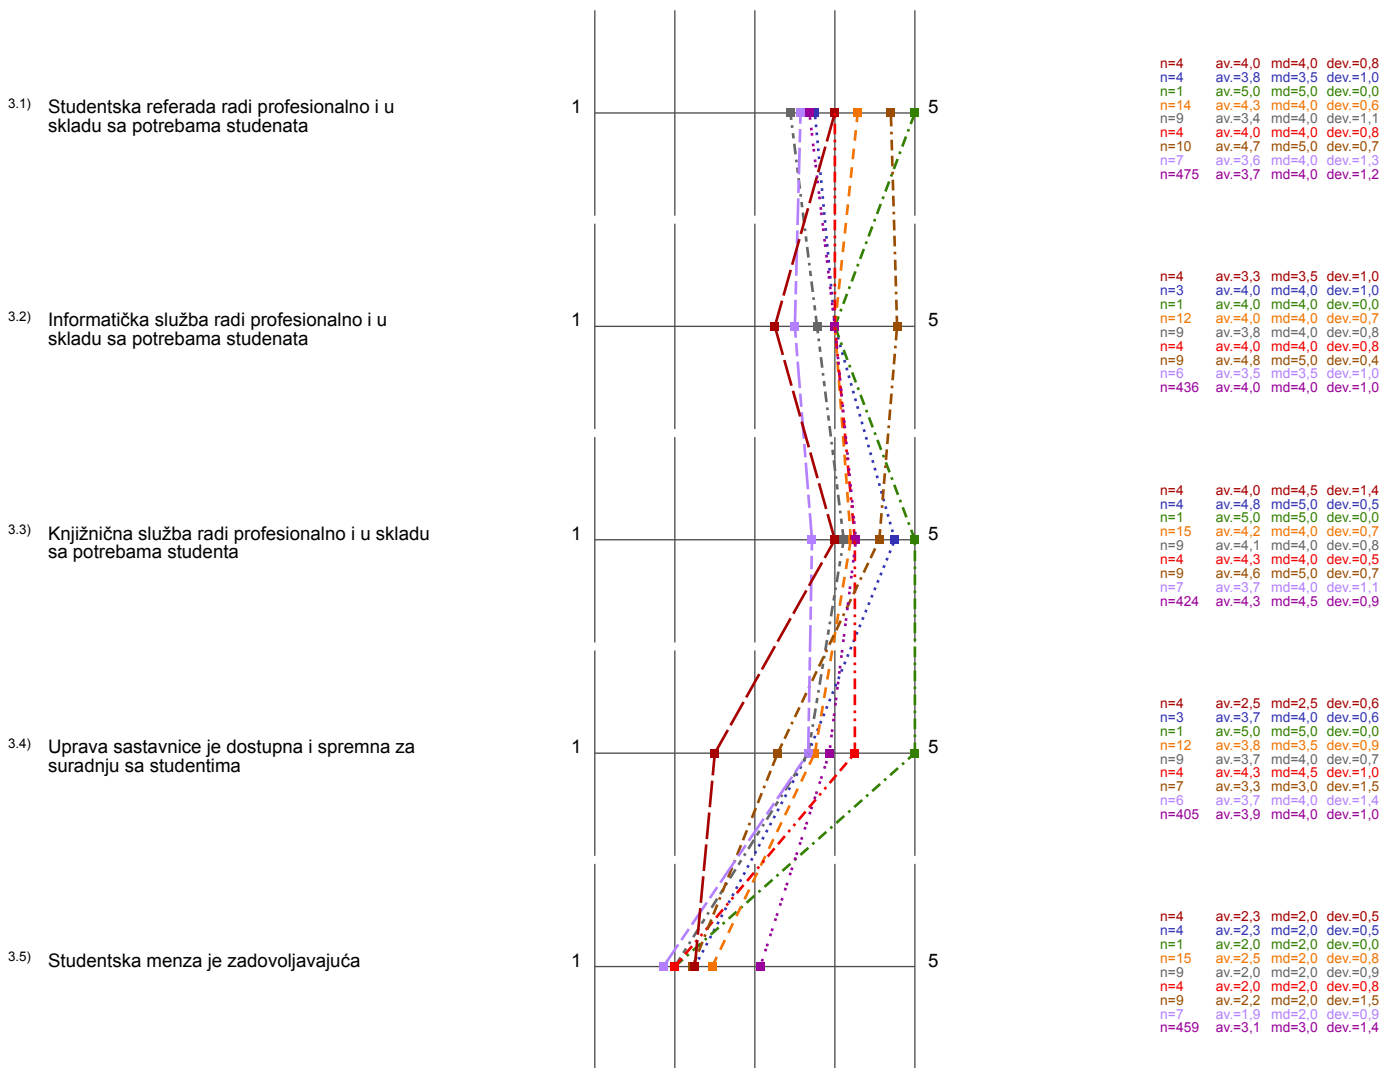 3.1) Studentska referada radi profesionalno i u
skladu sa potrebama studenata
1 5
n=4 av.=4,0 md=4,0 dev.=0,8
n=4 av.=3,8 md=3,5 dev.=1,0
n=1 av.=5,0 md=5,0 dev.=0,0
n=14 av.=4,3 md=4,0 dev.=0,6
n=9 av.=3,4 md=4,0 dev.=1,1
n=4 av.=4,0 md=4,0 dev.=0,8
n=10 av.=4,7 md=5,0 dev.=0,7
n=7 av.=3,6 md=4,0 dev.=1,3
n=475 av.=3,7 md=4,0 dev.=1,2
3.2) Informatička služba radi profesionalno i u
skladu sa potrebama studenata
1 5
n=4 av.=3,3 md=3,5 dev.=1,0
n=3 av.=4,0 md=4,0 dev.=1,0
n=1 av.=4,0 md=4,0 dev.=0,0
n=12 av.=4,0 md=4,0 dev.=0,7
n=9 av.=3,8 md=4,0 dev.=0,8
n=4 av.=4,0 md=4,0 dev.=0,8
n=9 av.=4,8 md=5,0 dev.=0,4
n=6 av.=3,5 md=3,5 dev.=1,0
n=436 av.=4,0 md=4,0 dev.=1,0
3.3) Knjižnična služba radi profesionalno i u skladu
sa potrebama studenta
1 5
n=4 av.=4,0 md=4,5 dev.=1,4
n=4 av.=4,8 md=5,0 dev.=0,5
n=1 av.=5,0 md=5,0 dev.=0,0
n=15 av.=4,2 md=4,0 dev.=0,7
n=9 av.=4,1 md=4,0 dev.=0,8
n=4 av.=4,3 md=4,0 dev.=0,5
n=9 av.=4,6 md=5,0 dev.=0,7
n=7 av.=3,7 md=4,0 dev.=1,1
n=424 av.=4,3 md=4,5 dev.=0,9
3.4) Uprava sastavnice je dostupna i spremna za
suradnju sa studentima
1 5
n=4 av.=2,5 md=2,5 dev.=0,6
n=3 av.=3,7 md=4,0 dev.=0,6
n=1 av.=5,0 md=5,0 dev.=0,0
n=12 av.=3,8 md=3,5 dev.=0,9
n=9 av.=3,7 md=4,0 dev.=0,7
n=4 av.=4,3 md=4,5 dev.=1,0
n=7 av.=3,3 md=3,0 dev.=1,5
n=6 av.=3,7 md=4,0 dev.=1,4
n=405 av.=3,9 md=4,0 dev.=1,0
3.5) Studentska menza je zadovoljavajuća
1 5
n=4 av.=2,3 md=2,0 dev.=0,5
n=4 av.=2,3 md=2,0 dev.=0,5
n=1 av.=2,0 md=2,0 dev.=0,0
n=15 av.=2,5 md=2,0 dev.=0,8
n=9 av.=2,0 md=2,0 dev.=0,9
n=4 av.=2,0 md=2,0 dev.=0,8
n=9 av.=2,2 md=2,0 dev.=1,5
n=7 av.=1,9 md=2,0 dev.=0,9
n=459 av.=3,1 md=3,0 dev.=1,4